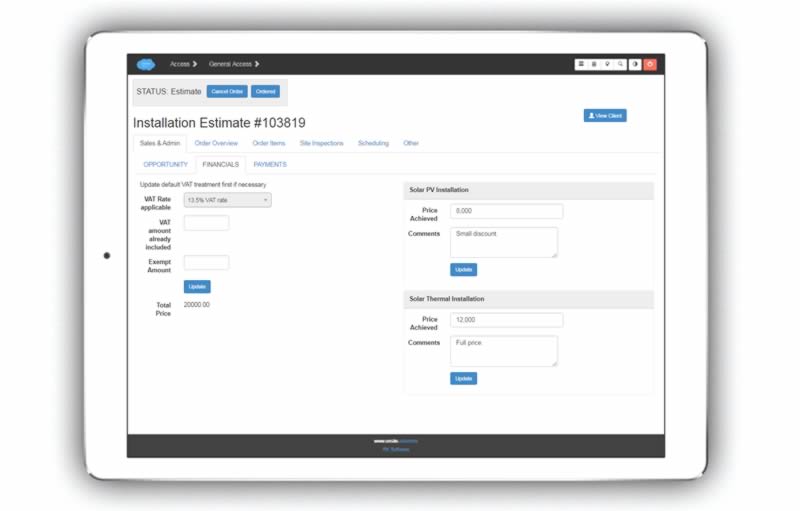 Access
General Access
STATUS: Estimate
Cancel Order
Ordered
View Client
Installation Estimate #103819
Sales & Admin
Order Overview
Order Items
Site Inspections
Scheduling
Other
OPPORTUNITY
FINANCIALS
PAYMENTS
Update default VAT treatment first if necessary
VAT Rate
applicable
13.5% VAT rate
VAT
amount
already
included
Exempt
Amount
Update
Total
Price
20000.00
Solar PV Installation
Price
Achieved
8,000
Comments
Small discount
Update
Solar Thermal Installation
Price
Achieved
12,000
Comments
Full price
Update